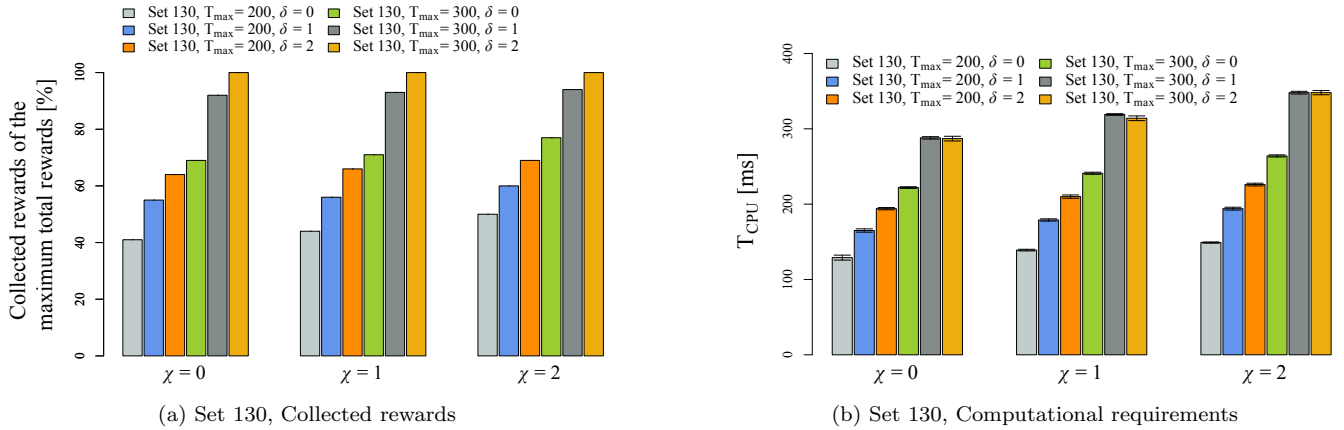 Set 130, Tmax = 200, δ = 0
Set 130, Tmax = 200, δ = 1
Set 130, Tmax = 200, δ = 2
Set 130, Tmax = 300, δ = 0
Set 130, Tmax = 300, δ = 1
Set 130, Tmax = 300, δ = 2
Collected rewards of the
maximum total rewards [%]
100
80
60
40
20
0
χ = 0
χ = 1
χ = 2
(a) Set 130, Collected rewards
Set 130, Tmax = 200, δ = 0
Set 130, Tmax = 200, δ = 1
Set 130, Tmax = 200, δ = 2
Set 130, Tmax = 300, δ = 0
Set 130, Tmax = 300, δ = 1
Set 130, Tmax = 300, δ = 2
TCPU [ms]
400
300
200
100
0
χ = 0
χ = 1
χ = 2
(b) Set 130, Computational requirements